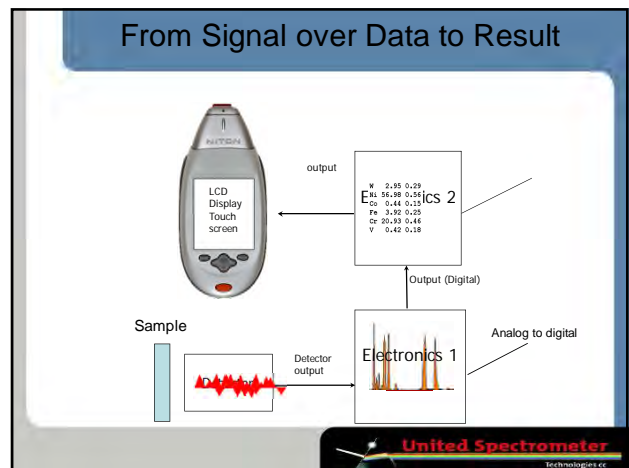 From Signal over Data to Result
NITON
LCD
Display
Touch
screen
output
W 2.95 0.29
Ni 56.98 0.56
Co 0.44 0.15
Fe 3.92 0.25
Cr 20.93 0.46
V 0.42 0.18
Output (Digital)
Sample
Detector
output
Electronics 1
Analog to digital
United Spectrometer
Technologies cc